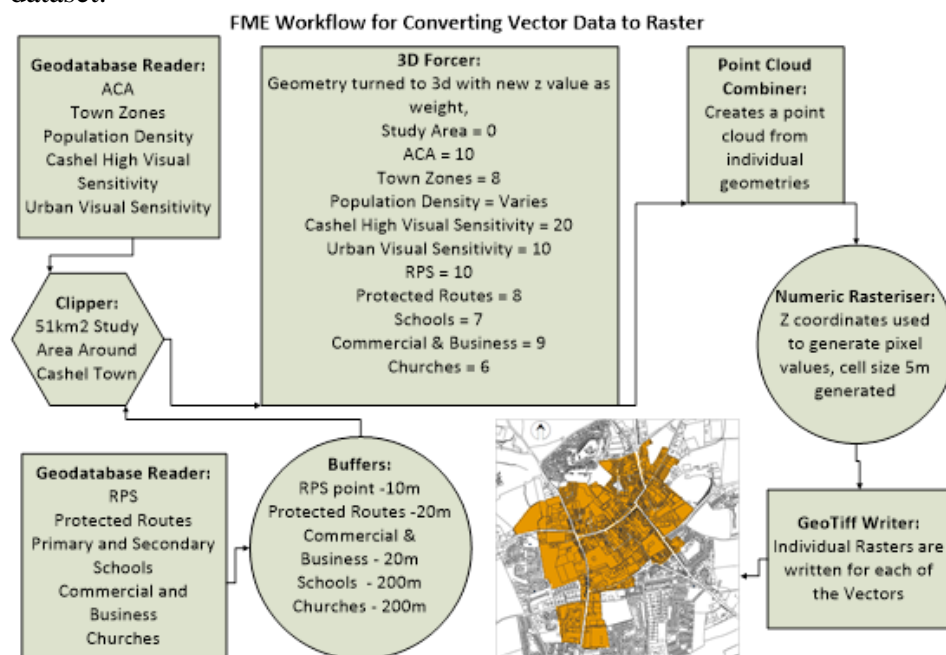 dataset.
FME Workflow for Converting Vector Data to Raster
Geodatabase Reader:
ACA
Town Zones
Population Density
Cashel High Visual
Sensitivity
Urban Visual Sensitivity
Clipper:
51km2 Study
Area Around
Cashel Town
Geodatabase Reader:
RPS
Protected Routes
Primary and Secondary
Schools
Commercial and
Business
Churches
Buffers:
RPS point -10m
Protected Routes -20m
Commercial &
Business - 20m
Schools - 200m
Churches - 200m
3D Forcer:
Geometry turned to 3d with new z value as
weight,
Study Area = 0
ACA = 10
Town Zones = 8
Population Density = Varies
Cashel High Visual Sensitivity = 20
Urban Visual Sensitivity = 10
RPS = 10
Protected Routes = 8
Schools = 7
Commercial & Business = 9
Churches = 6
Point Cloud
Combiner:
Creates a point
cloud from
individual
geometries
Numeric Rasteriser:
Z coordinates used
to generate pixel
values, cell size 5m
generated
GeoTiff Writer:
Individual Rasters are
written for each of
the Vectors